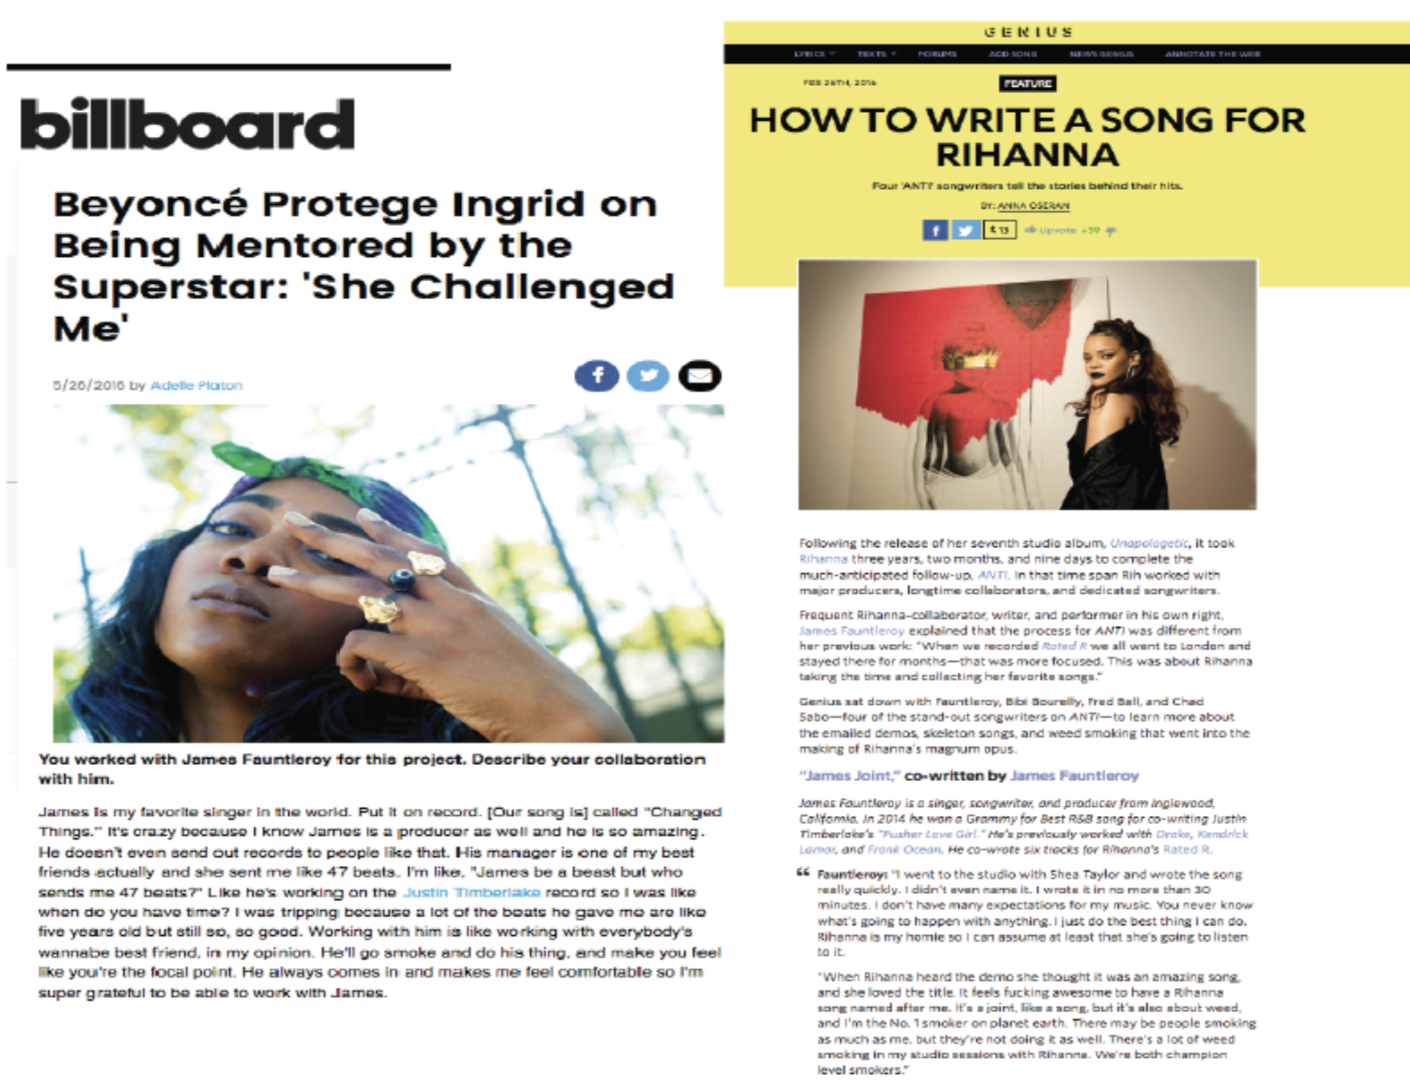 billboard
Beyoncé Protege Ingrid on
Being Mentored by the
Superstar: 'She Challenged
Me'
5/26/2016 by Adelle Platon
You worked with James Fauntleroy for this project. Describe your collaboration
with him.
James is my favorite singer in the world. Put it on record. [Our song is] called "Changed
Things." It's crazy because I know James is a producer as well and he is so amazing.
He doesn't even send out records to people like that. His manager is one of my best
friends actually and she sent me like 47 beats. I'm like, "James be a beast but who
sends me 47 beats?" Like he's working on the Justin Timberlake record so I was like
when do you have time? I was tripping because a lot of the beats he gave me are like
five years old but still so, so good. Working with him is like working with everybody's
wannabe best friend, in my opinion. He'll go smoke and do his thing, and make you feel
like you're the focal point. He always comes in and makes me feel comfortable so I'm
super grateful to be able to work with James.
GENIUS
LYRICS TEXTS FORUMS ADD SONG NEWS GENIUS ANNOTATE THE WEB
FEB 26TH, 2016
FEATURE
HOW TO WRITE A SONG FOR
RIHANNA
Four 'ANTI' songwriters tell the stories behind their hits.
BY: ANNA OSERAN
f t 13 Upvote +39
Following the release of her seventh studio album, Unapologetic, it took
Rihanna three years, two months, and nine days to complete the
much-anticipated follow-up, ANTI. In that time span Rih worked with
major producers, longtime collaborators, and dedicated songwriters.
Frequent Rihanna-collaborator, writer, and performer in his own right,
James Fauntleroy explained that the process for ANTI was different from
her previous work: "When we recorded Rated R we all went to London and
stayed there for months—that was more focused. This was about Rihanna
taking the time and collecting her favorite songs."
Genius sat down with Fauntleroy, Bibi Bourelly, Fred Ball, and Chad
Sabo—four of the stand-out songwriters on ANTI—to learn more about
the emailed demos, skeleton songs, and weed smoking that went into the
making of Rihanna's magnum opus.
"James Joint," co-written by James Fauntleroy
James Fauntleroy is a singer, songwriter, and producer from Inglewood,
California. In 2014 he won a Grammy for Best R&B song for co-writing Justin
Timberlake's "Pusher Love Girl." He's previously worked with Drake, Kendrick
Lamar, and Frank Ocean. He co-wrote six tracks for Rihanna's Rated R.
“ Fauntleroy: "I went to the studio with Shea Taylor and wrote the song
really quickly. I didn't even name it. I wrote it in no more than 30
minutes. I don't have many expectations for my music. You never know
what's going to happen with anything. I just do the best thing I can do.
Rihanna is my homie so I can assume at least that she's going to listen
to it.
"When Rihanna heard the demo she thought it was an amazing song,
and she loved the title. It feels fucking awesome to have a Rihanna
song named after me. It's a joint, like a song, but it's also about weed,
and I'm the No. 1 smoker on planet earth. There may be people smoking
as much as me, but they're not doing it as well. There's a lot of weed
smoking in my studio sessions with Rihanna. We're both champion
level smokers."